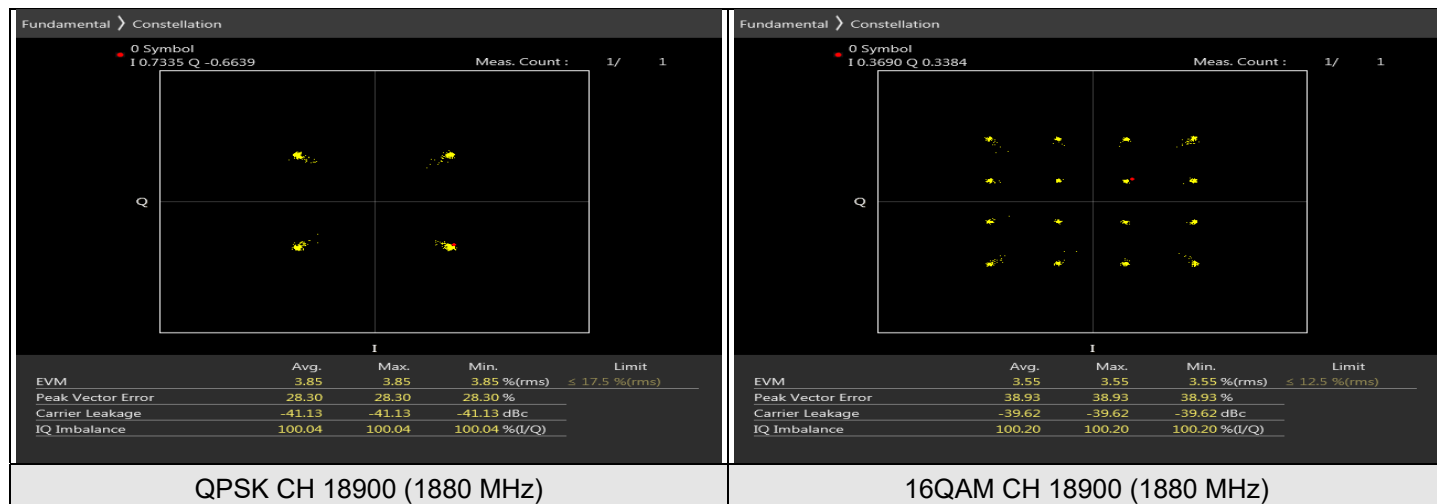 Fundamental ❯ Constellation
0 Symbol
I 0.7335 Q -0.6639 Meas. Count : 1/ 1
Q
I
Avg. Max. Min. Limit
EVM 3.85 3.85 3.85 %(rms) ≤ 17.5 %(rms)
Peak Vector Error 28.30 28.30 28.30 %
Carrier Leakage -41.13 -41.13 -41.13 dBc
IQ Imbalance 100.04 100.04 100.04 %(I/Q)
QPSK CH 18900 (1880 MHz)
Fundamental ❯ Constellation
0 Symbol
I 0.3690 Q 0.3384 Meas. Count : 1/ 1
Q
I
Avg. Max. Min. Limit
EVM 3.55 3.55 3.55 %(rms) ≤ 12.5 %(rms)
Peak Vector Error 38.93 38.93 38.93 %
Carrier Leakage -39.62 -39.62 -39.62 dBc
IQ Imbalance 100.20 100.20 100.20 %(I/Q)
16QAM CH 18900 (1880 MHz)